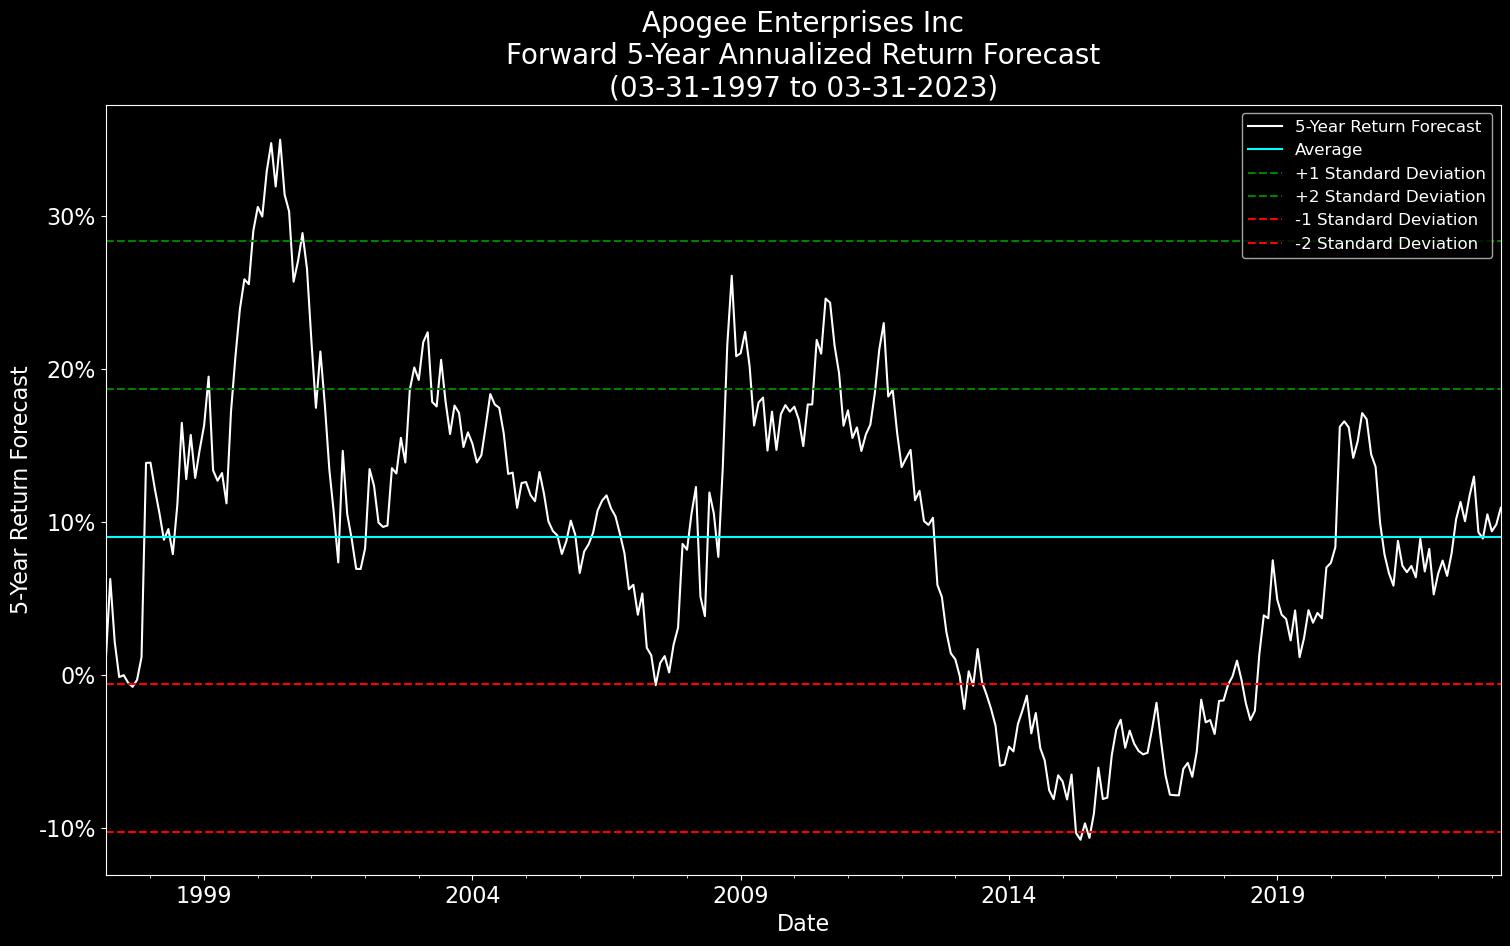 Apogee Enterprises Inc
Forward 5-Year Annualized Return Forecast
(03-31-1997 to 03-31-2023)
5-Year Return Forecast
Average
+1 Standard Deviation
+2 Standard Deviation
-1 Standard Deviation
-2 Standard Deviation
5-Year Return Forecast
30%
20%
10%
0%
-10%
1999
2004
2009
2014
2019
Date